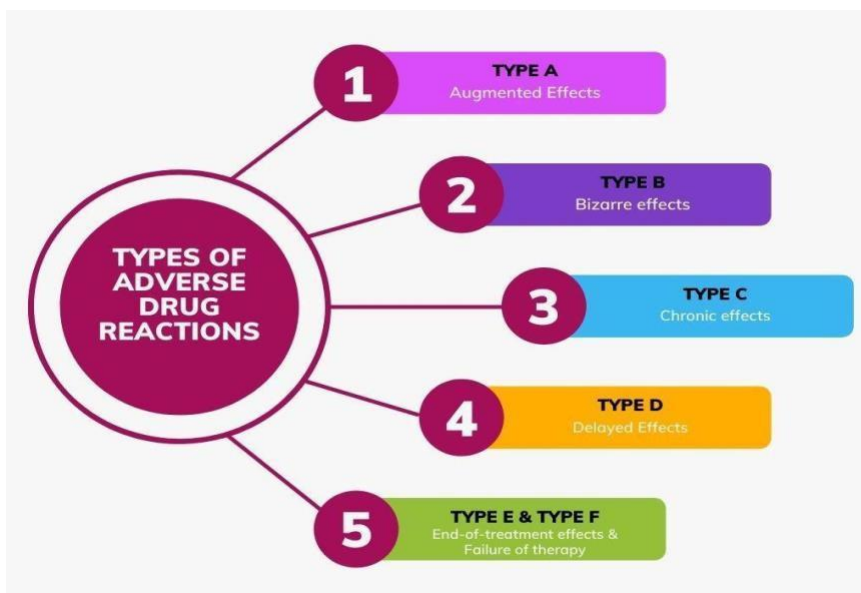 TYPES OF
ADVERSE
DRUG
REACTIONS
1
TYPE A
Augmented Effects
2
TYPE B
Bizarre effects
3
TYPE C
Chronic effects
4
TYPE D
Delayed Effects
5
TYPE E & TYPE F
End-of-treatment effects &
Failure of therapy